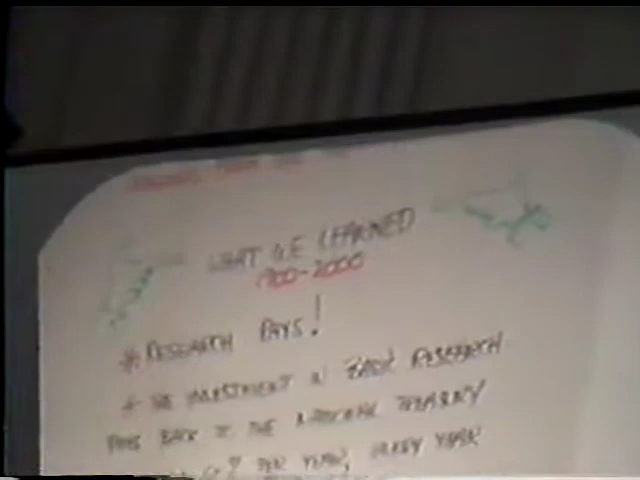 WHAT WE LEARNED
1900-2000
* RESEARCH PAYS!
* THE INVESTMENT IN BASIC RESEARCH
PAYS BACK TO THE NATIONAL TREASURY
PER YEAR, EVERY YEAR